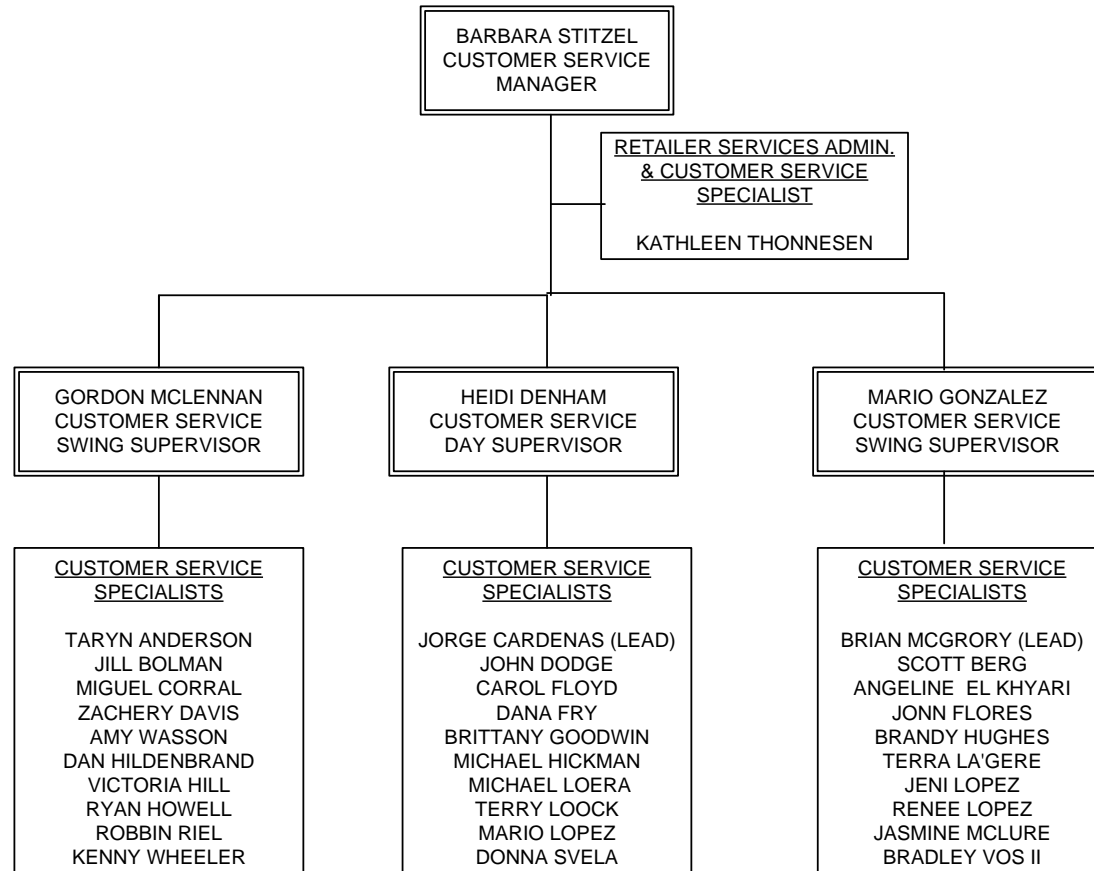 BARBARA STITZEL
CUSTOMER SERVICE
MANAGER
RETAILER SERVICES ADMIN.
& CUSTOMER SERVICE
SPECIALIST
KATHLEEN THONNESEN
GORDON MCLENNAN
CUSTOMER SERVICE
SWING SUPERVISOR
HEIDI DENHAM
CUSTOMER SERVICE
DAY SUPERVISOR
MARIO GONZALEZ
CUSTOMER SERVICE
SWING SUPERVISOR
CUSTOMER SERVICE
SPECIALISTS
TARYN ANDERSON
JILL BOLMAN
MIGUEL CORRAL
ZACHERY DAVIS
AMY WASSON
DAN HILDENBRAND
VICTORIA HILL
RYAN HOWELL
ROBBIN RIEL
KENNY WHEELER
CUSTOMER SERVICE
SPECIALISTS
JORGE CARDENAS (LEAD)
JOHN DODGE
CAROL FLOYD
DANA FRY
BRITTANY GOODWIN
MICHAEL HICKMAN
MICHAEL LOERA
TERRY LOOCK
MARIO LOPEZ
DONNA SVELA
CUSTOMER SERVICE
SPECIALISTS
BRIAN MCGRORY (LEAD)
SCOTT BERG
ANGELINE  EL KHYARI
JONN FLORES
BRANDY HUGHES
TERRA LA'GERE
JENI LOPEZ
RENEE LOPEZ
JASMINE MCLURE
BRADLEY VOS II